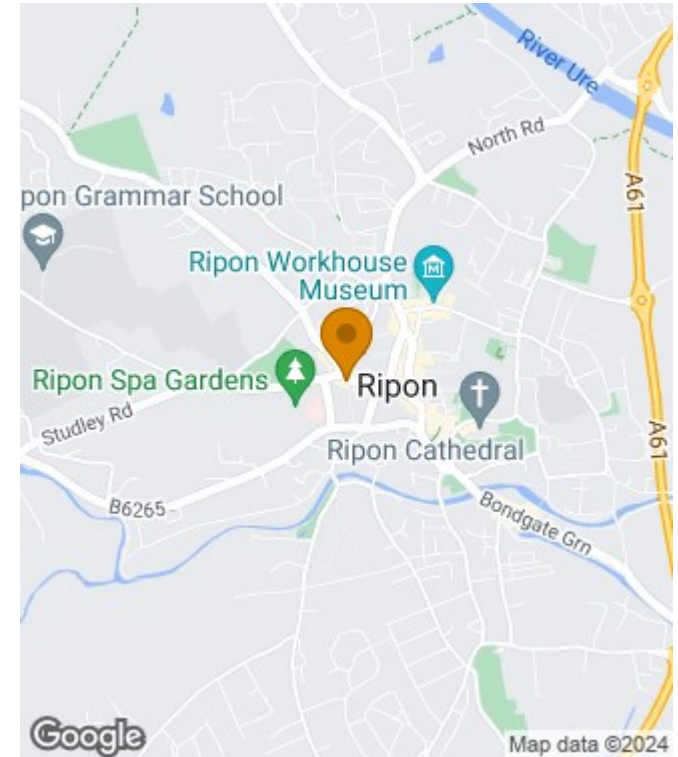 River Ure
North Rd
A61
pon Grammar School
Ripon Workhouse
Museum
M
Ripon Spa Gardens
Ripon
Studley Rd
Ripon Cathedral
A61
B6265
Bondgate Grn
Google
Map data ©2024